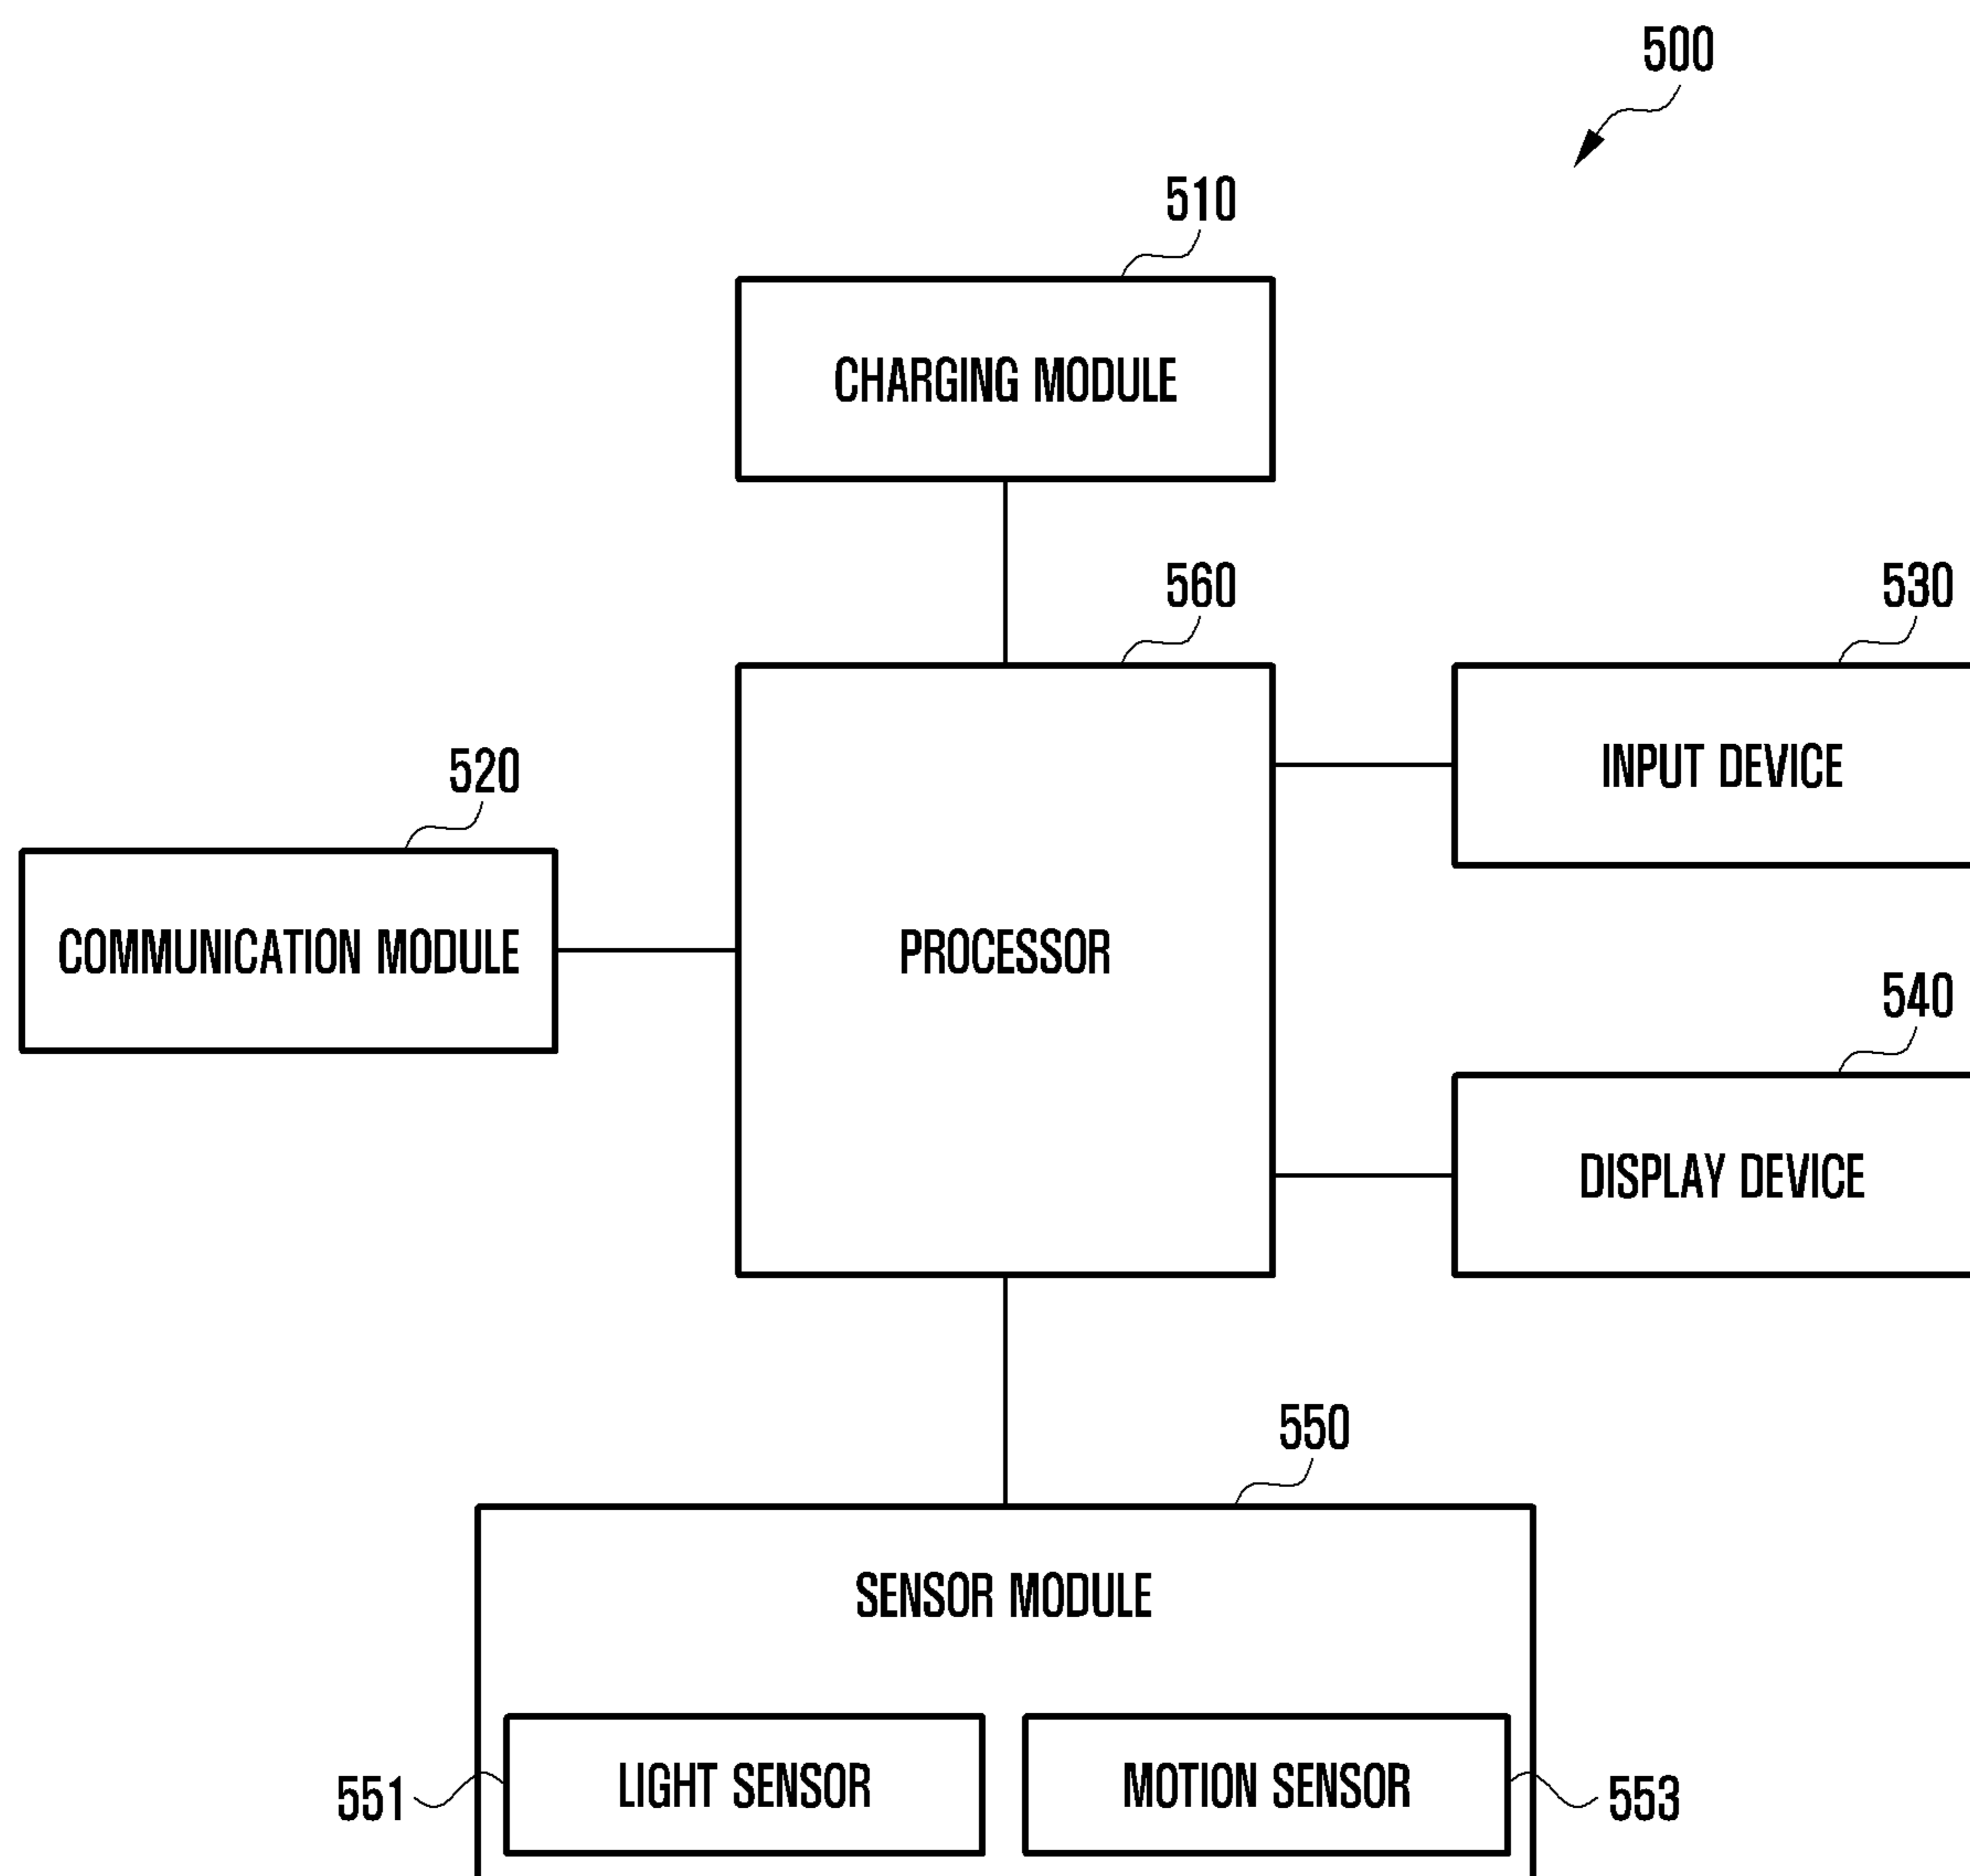 500
510
CHARGING MODULE
560
530
520
INPUT DEVICE
COMMUNICATION MODULE
PROCESSOR
540
DISPLAY DEVICE
550
SENSOR MODULE
551
LIGHT SENSOR
MOTION SENSOR
553